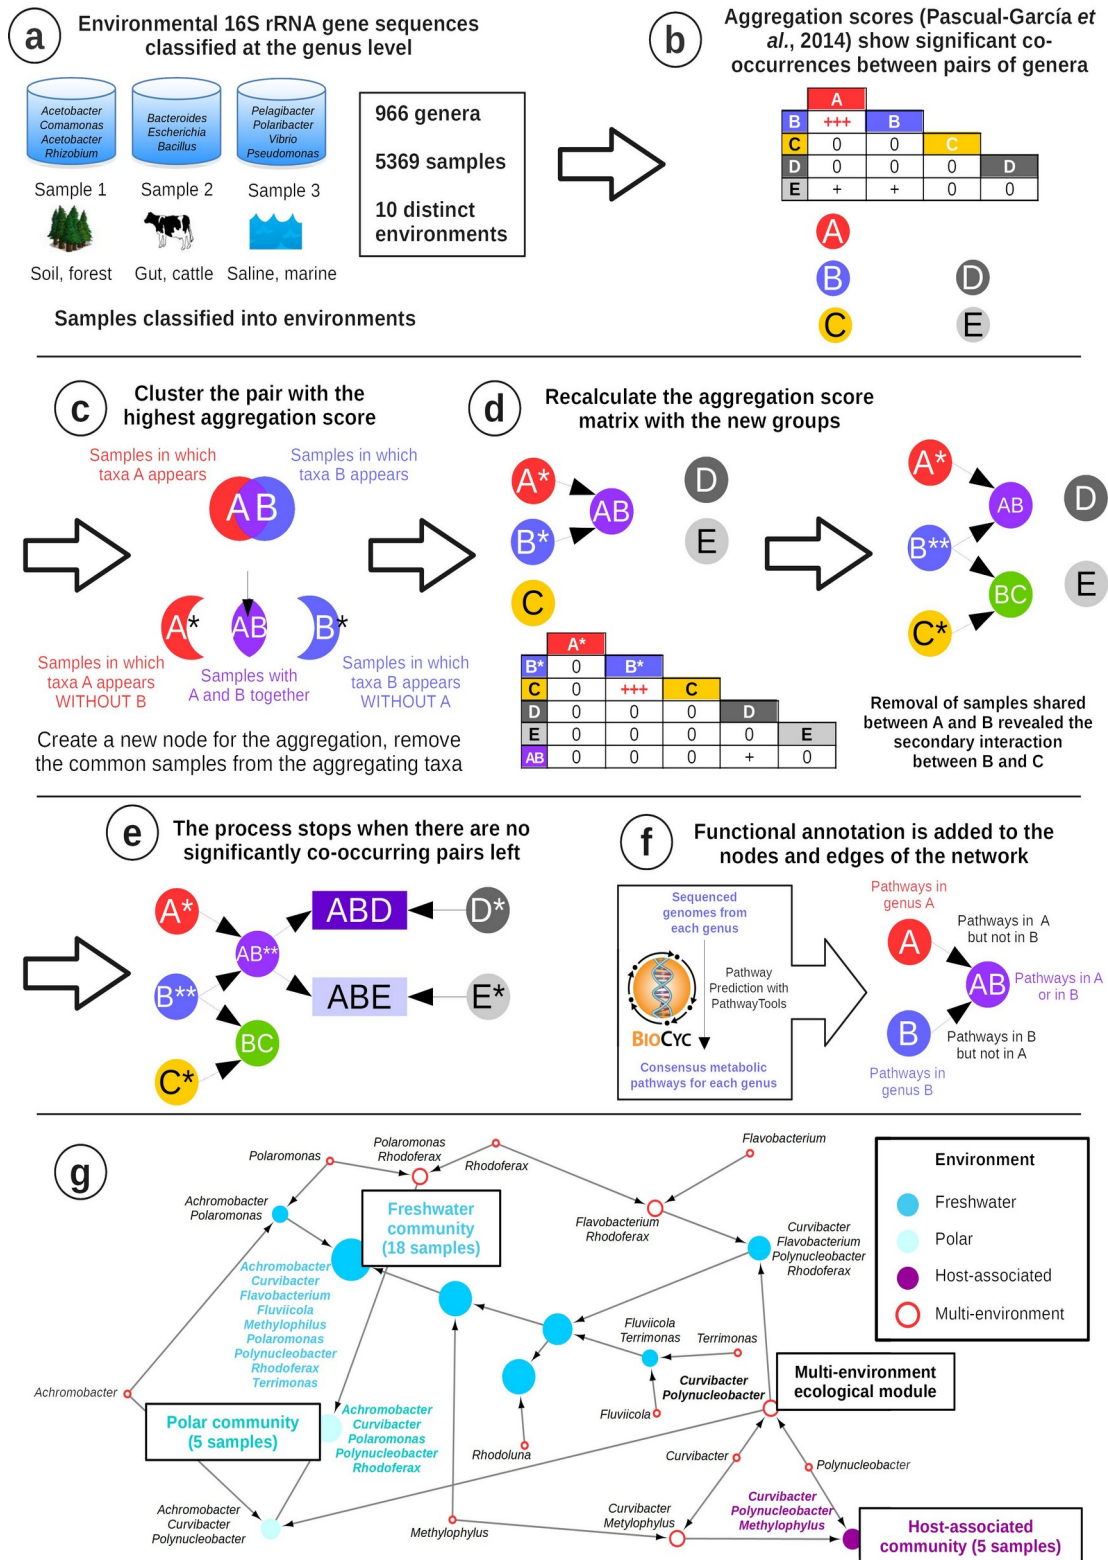 a
Environmental 16S rRNA gene sequences
classified at the genus level
Acetobacter
Comamonas
Acetobacter
Rhizobium
Bacteroides
Escherichia
Bacillus
Pelagibacter
Polaribacter
Vibrio
Pseudomonas
Sample 1
Sample 2
Sample 3
Soil, forest
Gut, cattle
Saline, marine
966 genera
5369 samples
10 distinct
environments
Samples classified into environments
b
Aggregation scores (Pascual-García et
al., 2014) show significant co-
occurrences between pairs of genera
A
B +++ B
C 0 0 C
D 0 0 0 D
E + + 0 0
A
B
C
D
E
c
Cluster the pair with the
highest aggregation score
Samples in which
taxa A appears
Samples in which
taxa B appears
A B
A*
AB
B*
Samples in which
taxa A appears
WITHOUT B
Samples with
A and B together
Samples in which
taxa B appears
WITHOUT A
Create a new node for the aggregation, remove
the common samples from the aggregating taxa
d
Recalculate the aggregation score
matrix with the new groups
A*
B*
C
AB
D
E
A*
B* 0 B*
C 0 +++ C
D 0 0 0 D
E 0 0 0 0 E
AB 0 0 0 + 0
A*
B**
C*
AB
BC
D
E
Removal of samples shared
between A and B revealed the
secondary interaction
between B and C
e
The process stops when there are no
significantly co-occurring pairs left
A*
B**
C*
AB**
BC
ABD
ABE
D*
E*
f
Functional annotation is added to the
nodes and edges of the network
Sequenced
genomes from
each genus
Pathway
Prediction with
PathwayTools
BIOCYC
Consensus metabolic
pathways for each genus
Pathways in
genus A
A
Pathways in A
but not in B
AB
Pathways in A
or in B
B
Pathways in B
but not in A
Pathways in
genus B
g
Polaromonas
Polaromonas
Rhodoferax
Rhodoferax
Flavobacterium
Achromobacter
Polaromonas
Freshwater
community
(18 samples)
Flavobacterium
Rhodoferax
Curvibacter
Flavobacterium
Polynucleobacter
Rhodoferax
Environment
Freshwater
Polar
Host-associated
Multi-environment
Achromobacter
Curvibacter
Flavobacterium
Fluviicola
Methylophilus
Polaromonas
Polynucleobacter
Rhodoferax
Terrimonas
Fluviicola
Terrimonas
Terrimonas
Curvibacter
Polynucleobacter
Multi-environment
ecological module
Achromobacter
Polar community
(5 samples)
Achromobacter
Curvibacter
Polaromonas
Polynucleobacter
Rhodoferax
Fluviicola
Rhodoluna
Curvibacter
Polynucleobacter
Achromobacter
Curvibacter
Polynucleobacter
Methylophylus
Curvibacter
Metylophylus
Curvibacter
Polynucleobacter
Methylophylus
Host-associated
community (5 samples)